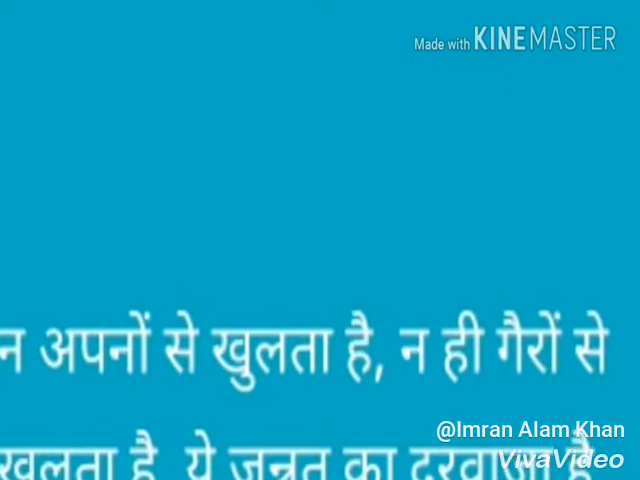 Made with KINEMASTER
न अपनों से खुलता है, न ही गैरों से
@Imran Alam Khan
खुलता है, ये जन्नत का दरवाजा है
VivaVideo